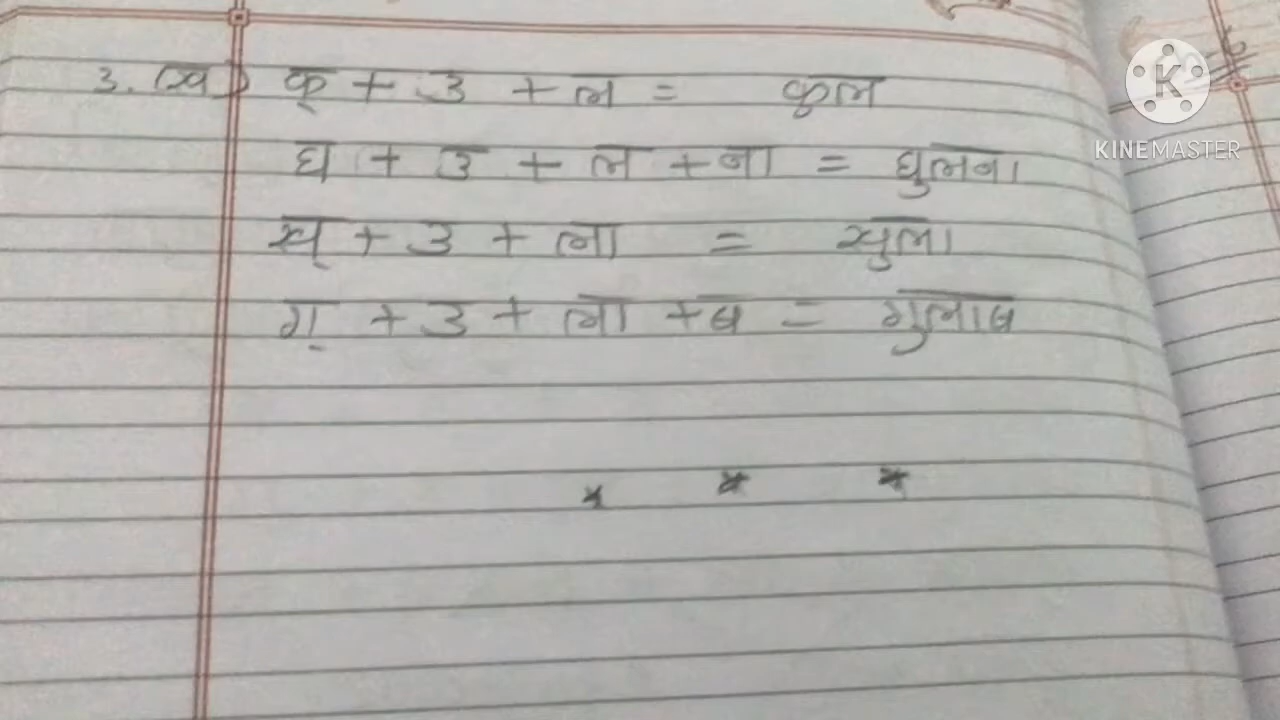 3. (ख) क् + उ + ल = कुल
घ + उ + ल + ना = घुलना
ख् + उ + ला = खुला
ग् + उ + ला + ब = गुलाब
K
KINEMASTER